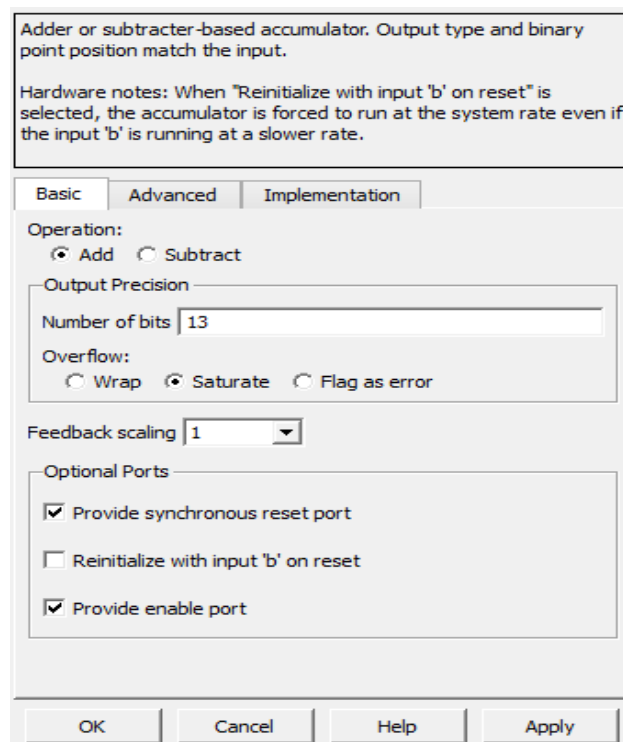 Adder or subtracter-based accumulator. Output type and binary
point position match the input.
Hardware notes: When "Reinitialize with input 'b' on reset" is
selected, the accumulator is forced to run at the system rate even if
the input 'b' is running at a slower rate.
Basic Advanced Implementation
Operation:
Add Subtract
Output Precision
Number of bits 13
Overflow:
Wrap Saturate Flag as error
Feedback scaling 1
Optional Ports
Provide synchronous reset port
Reinitialize with input 'b' on reset
Provide enable port
OK Cancel Help Apply